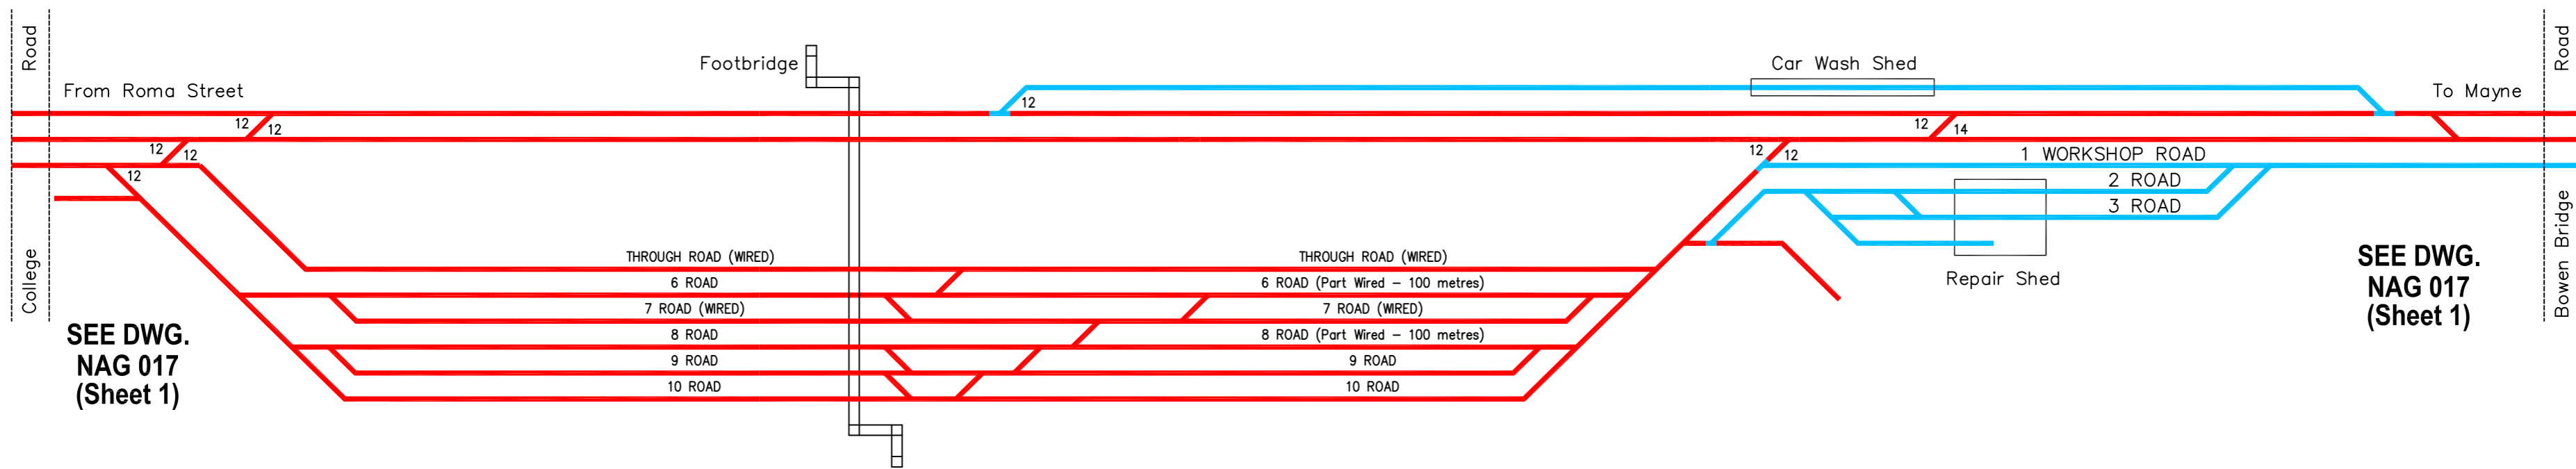 Road
College
From Roma Street
12
12
12
12
12
SEE DWG.
NAG 017
(Sheet 1)
Footbridge
12
Car Wash Shed
To Mayne
Road
12
14
12
12
1 WORKSHOP ROAD
2 ROAD
3 ROAD
Repair Shed
THROUGH ROAD (WIRED)
THROUGH ROAD (WIRED)
6 ROAD
6 ROAD (Part Wired - 100 metres)
7 ROAD (WIRED)
7 ROAD (WIRED)
8 ROAD
8 ROAD (Part Wired - 100 metres)
9 ROAD
9 ROAD
10 ROAD
10 ROAD
SEE DWG.
NAG 017
(Sheet 1)
Bowen Bridge